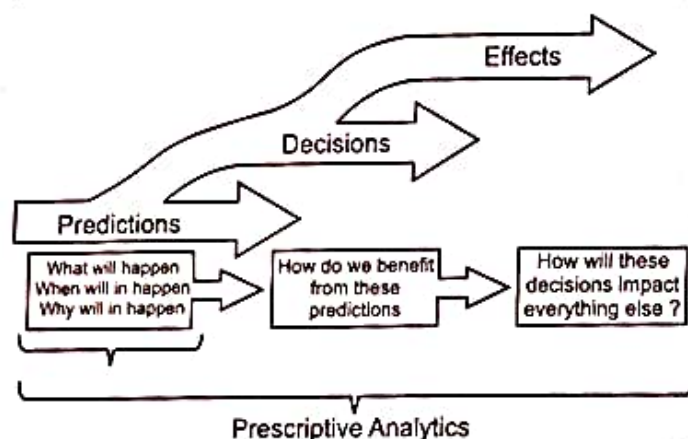 Effects
Decisions
Predictions
What will happen
When will in happen
Why will in happen
How do we benefit
from these
predictions
How will these
decisions Impact
everything else ?
Prescriptive Analytics